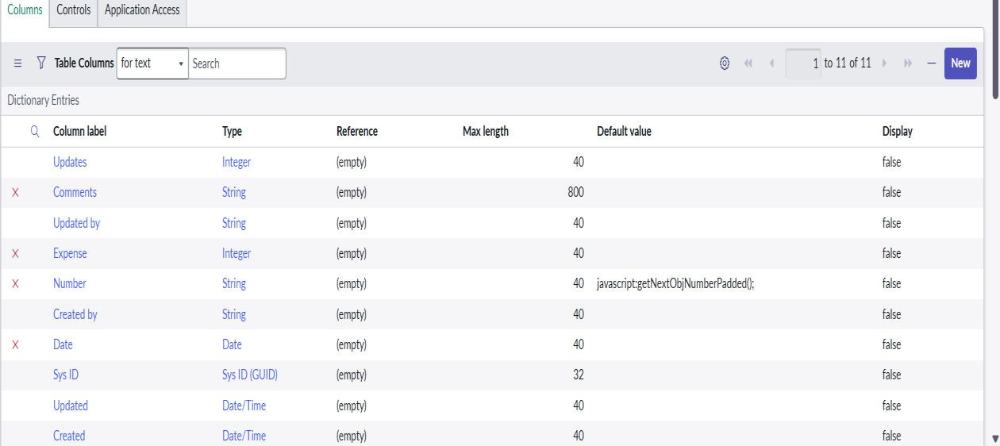 Columns Controls Application Access
Table Columns for text Search 1 to 11 of 11 New
Dictionary Entries
Column label Type Reference Max length Default value Display
Updates Integer (empty) 40 false
X Comments String (empty) 800 false
Updated by String (empty) 40 false
X Expense Integer (empty) 40 false
X Number String (empty) 40 javascript:getNextObjNumberPadded(); false
Created by String (empty) 40 false
X Date Date (empty) 40 false
Sys ID Sys ID (GUID) (empty) 32 false
Updated Date/Time (empty) 40 false
Created Date/Time (empty) 40 false